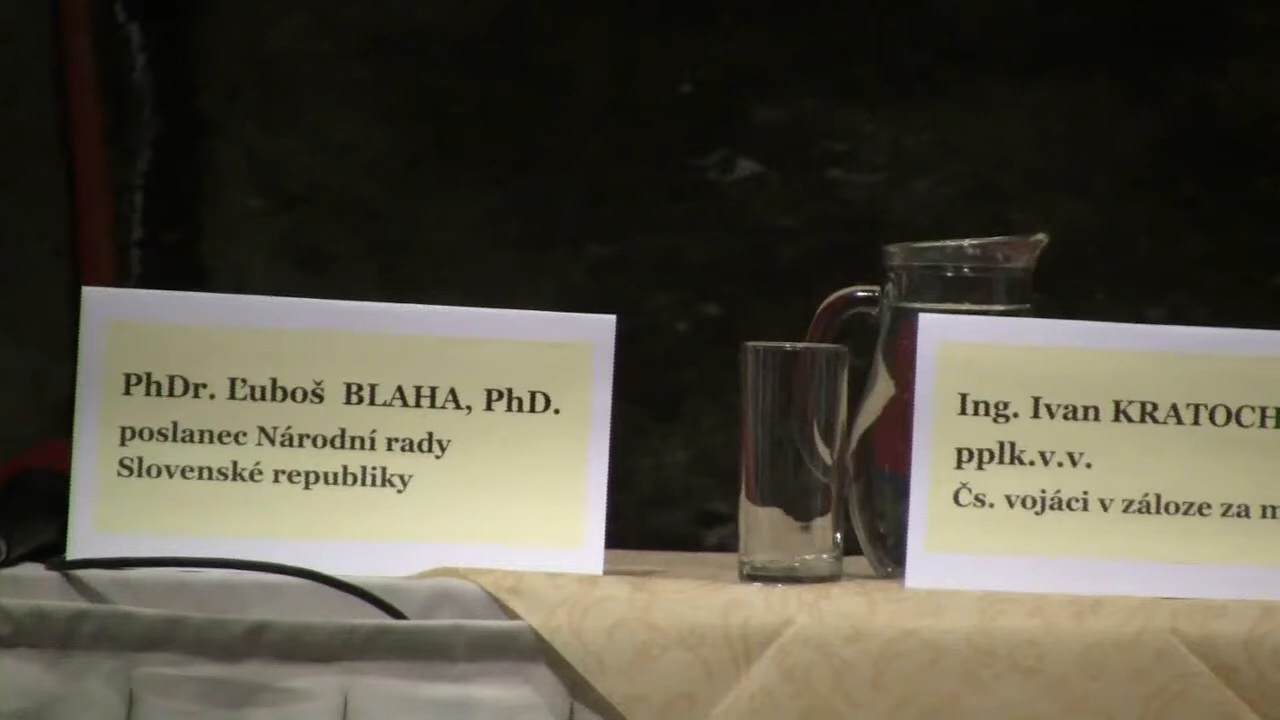 PhDr. Ľuboš BLAHA, PhD.
poslanec Národní rady
Slovenské republiky
Ing. Ivan KRATOCH
pplk.v.v.
Čs. vojáci v záloze za m